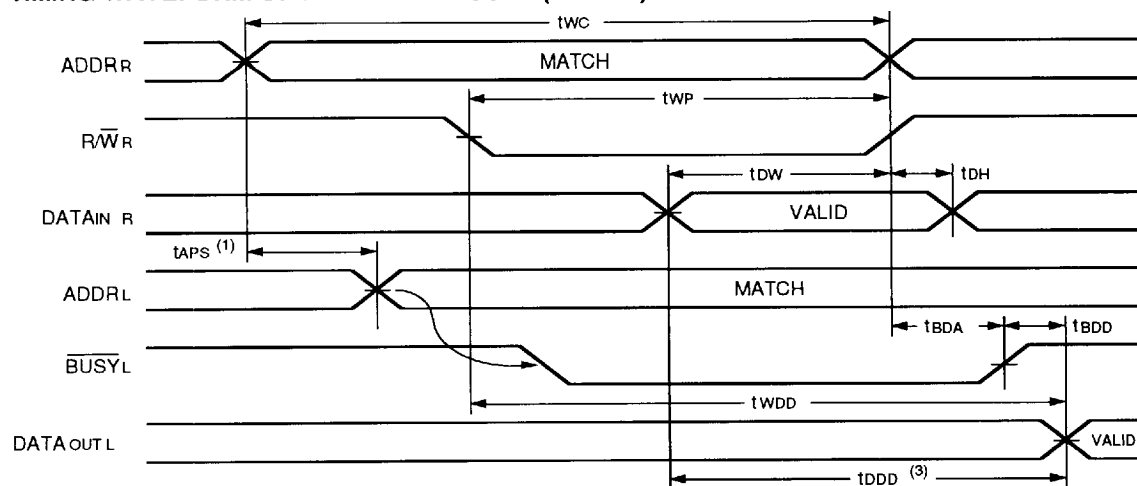 tWC
ADDRR MATCH
tWP
R/W̅R
tDW tDH
DATAIN R VALID
tAPS (1)
ADDRL MATCH
tBDA tBDD
B̅U̅S̅Y̅L
tWDD
DATAOUT L VALID
tDDD (3)